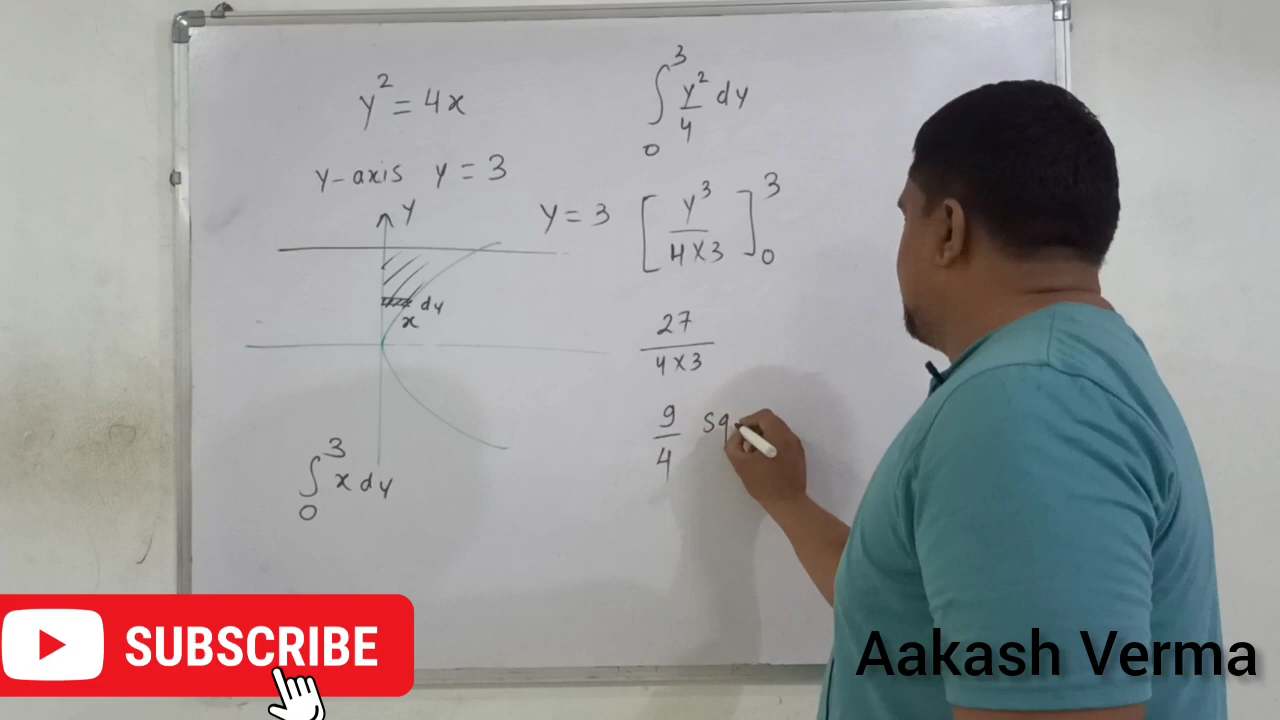 y² = 4x
y-axis y = 3
Y
y = 3
dy
x
∫₀³ x dy
∫₀³ y²/4 dy
[y³/4×3]₀³
27/4×3
9/4 sq
SUBSCRIBE
Aakash Verma